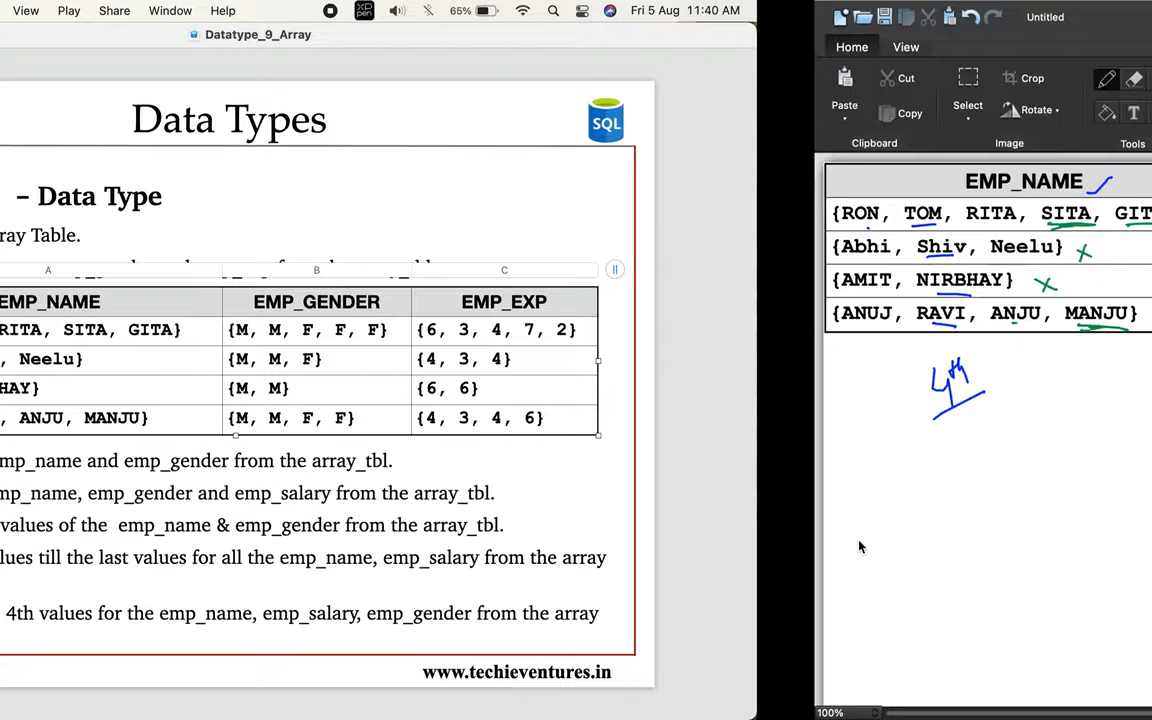 View Play Share Window Help XP PEN 65% Fri 5 Aug 11:40 AM
Datatype_9_Array
Data Types
SQL
– Data Type
ray Table.
A B C
EMP_NAME EMP_GENDER EMP_EXP
RITA, SITA, GITA} {M, M, F, F, F} {6, 3, 4, 7, 2}
, Neelu} {M, M, F} {4, 3, 4}
HAY} {M, M} {6, 6}
, ANJU, MANJU} {M, M, F, F} {4, 3, 4, 6}
mp_name and emp_gender from the array_tbl.
mp_name, emp_gender and emp_salary from the array_tbl.
values of the emp_name & emp_gender from the array_tbl.
lues till the last values for all the emp_name, emp_salary from the array
4th values for the emp_name, emp_salary, emp_gender from the array
www.techieventures.in
Untitled
Home View
Paste Cut Copy Select Crop Rotate T
Clipboard Image Tools
EMP_NAME
{RON, TOM, RITA, SITA, GIT
{Abhi, Shiv, Neelu}
{AMIT, NIRBHAY}
{ANUJ, RAVI, ANJU, MANJU}
4th
100%